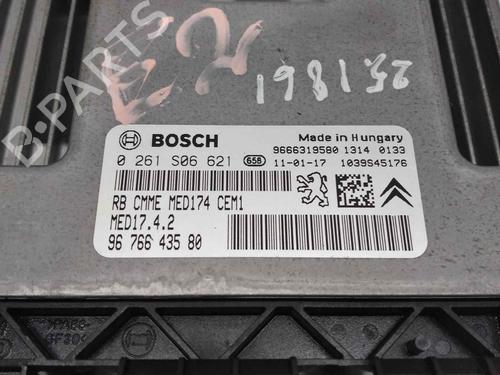 B-PARTS
251861
BOSCH
Made in Hungary
9666319580 1314 0133
0 261 S06 621 658 11-01-17 1039S45176
RB CMME MED174 CEM1
MED17.4.2
96 766 435 80